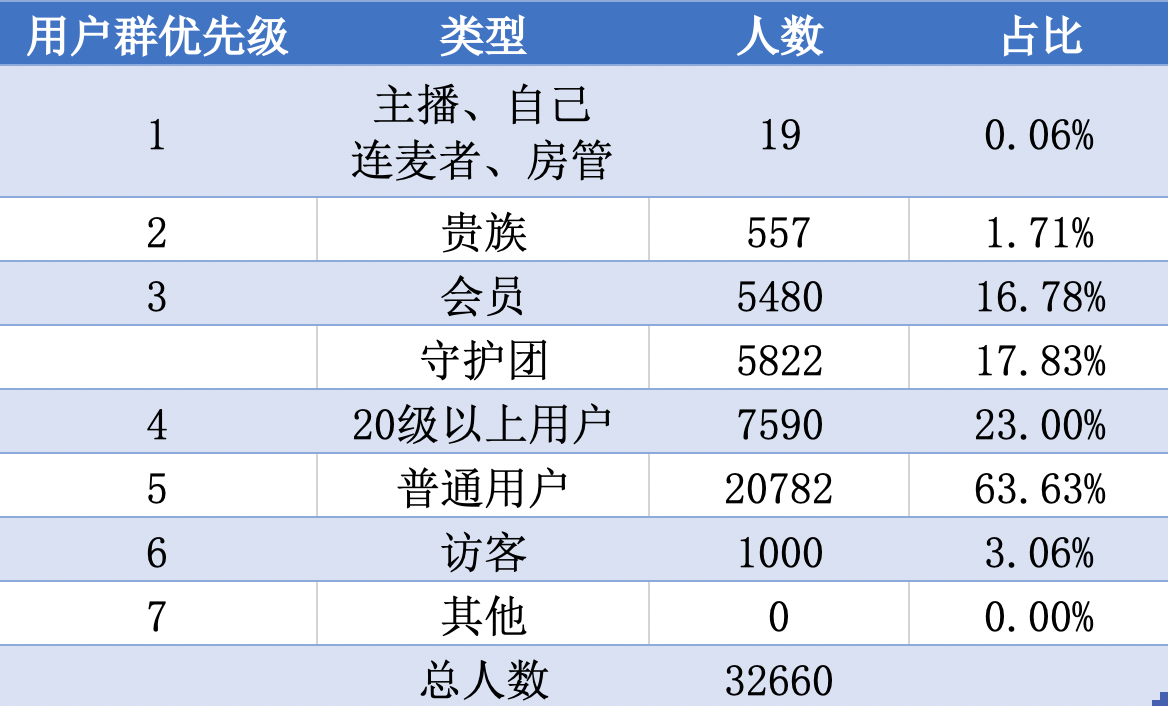 用户群优先级 类型 人数 占比
1 主播、自己 19 0.06%
连麦者、房管
2 贵族 557 1.71%
3 会员 5480 16.78%
守护团 5822 17.83%
4 20级以上用户 7590 23.00%
5 普通用户 20782 63.63%
6 访客 1000 3.06%
7 其他 0 0.00%
总人数 32660